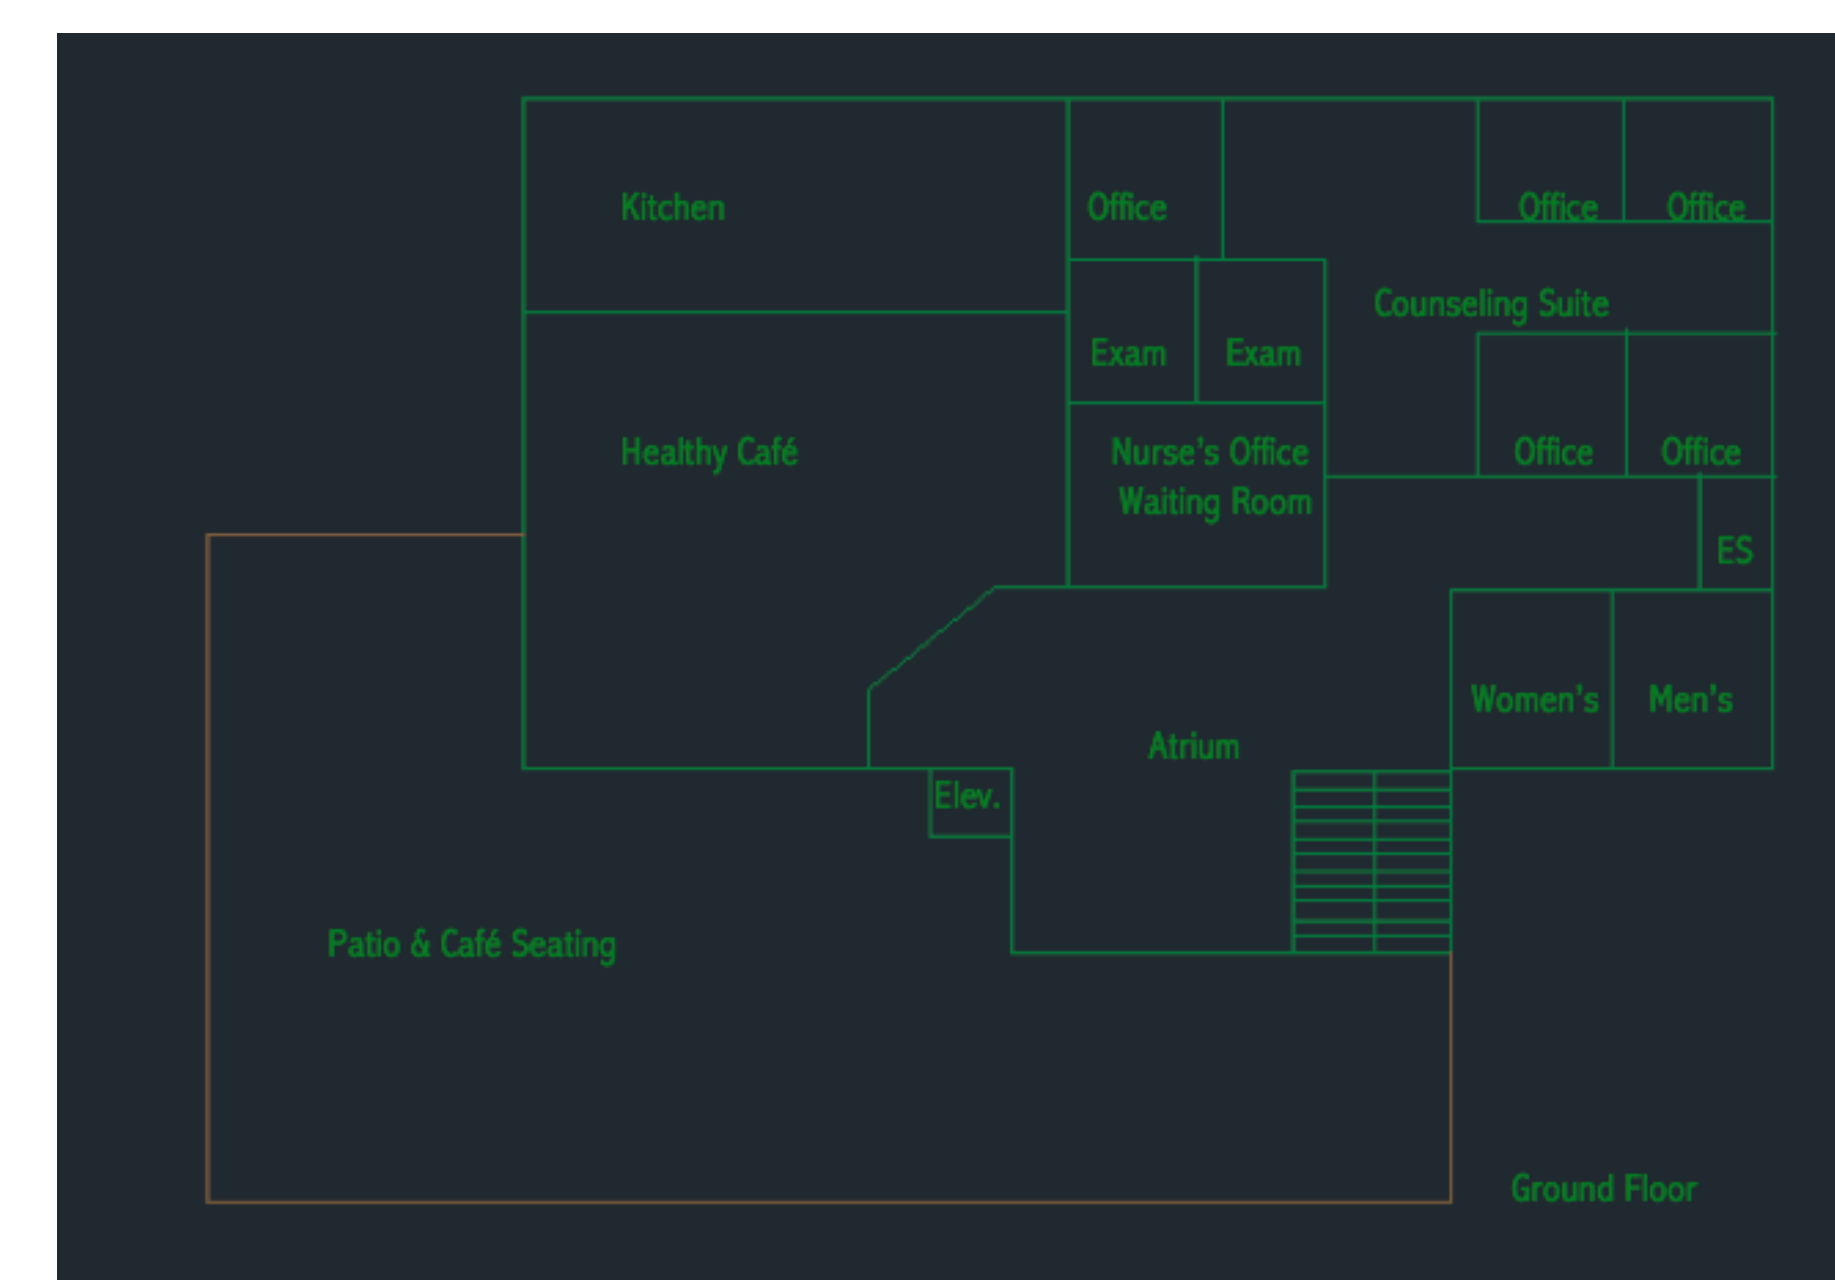 Kitchen
Office
Office
Office
Counseling Suite
Exam
Exam
Healthy Café
Nurse's Office
Waiting Room
Office
Office
ES
Women's
Men's
Atrium
Elev.
Patio & Café Seating
Ground Floor